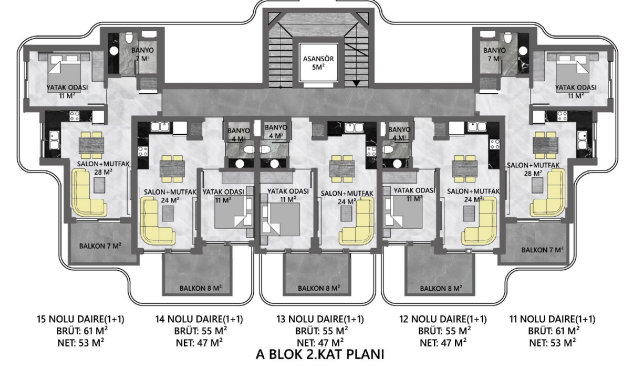 BANYO
7 M²
ASANSÖR
5M²
BANYO
7 M²
YATAK ODASI
11 M²
YATAK ODASI
11 M²
BANYO
4 M²
BANYO
4 M²
BANYO
4 M²
SALON+MUTFAK
28 M²
SALON+MUTFAK
24 M²
YATAK ODASI
11 M²
YATAK ODASI
11 M²
SALON+MUTFAK
24 M²
YATAK ODASI
11 M²
SALON+MUTFAK
24 M²
SALON+MUTFAK
28 M²
BALKON 7 M²
BALKON 7 M²
BALKON 8 M²
BALKON 8 M²
BALKON 8 M²
15 NOLU DAIRE(1+1)
BRÜT: 61 M²
NET: 53 M²
14 NOLU DAIRE(1+1)
BRÜT: 55 M²
NET: 47 M²
13 NOLU DAIRE(1+1)
BRÜT: 55 M²
NET: 47 M²
12 NOLU DAIRE(1+1)
BRÜT: 55 M²
NET: 47 M²
11 NOLU DAIRE(1+1)
BRÜT: 61 M²
NET: 53 M²
A BLOK 2.KAT PLANI